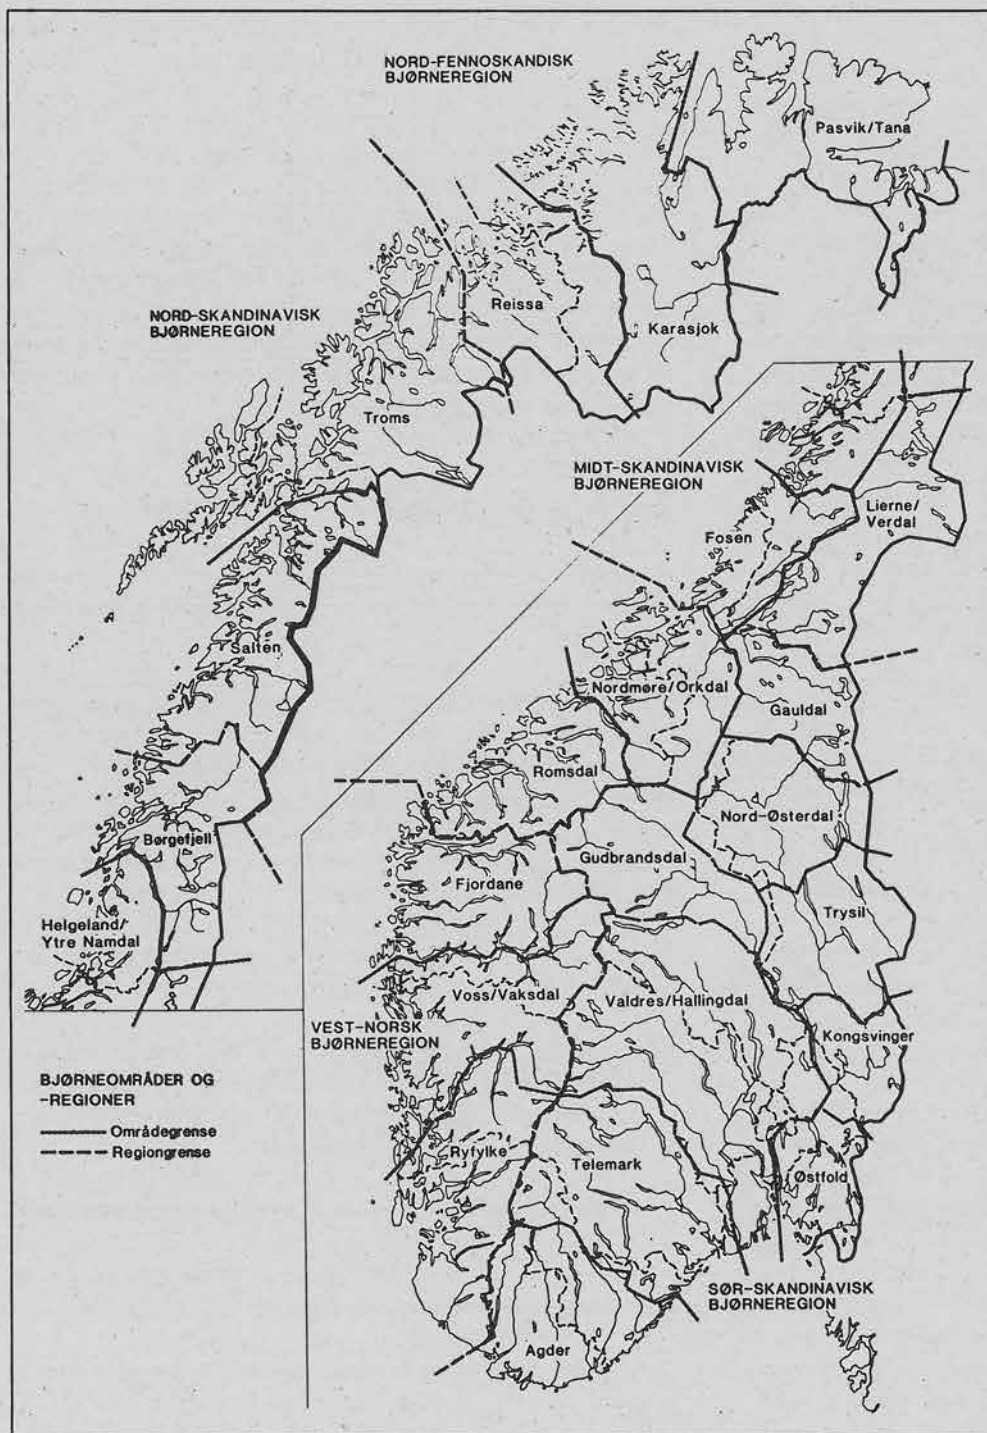 NORD-FENNOSKANDISK
BJØRNEREGION
Pasvik/Tana
Reissa
Karasjok
NORD-SKANDINAVISK
BJØRNEREGION
Troms
MIDT-SKANDINAVISK
BJØRNEREGION
Lierne/
Verdal
Fosen
Salten
Nordmøre/Orkdal
Gauldal
Romsdal
Nord-Østerdal
Børgefjell
Gudbrandsdal
Fjordane
Trysil
Helgeland/
Ytre Namdal
Voss/Vaksdal
Valdres/Hallingdal
VEST-NORSK
BJØRNEREGION
Kongsvinger
BJØRNEOMRÅDER OG
-REGIONER
Områdegrense
Regiongrense
Ryfylke
Telemark
Østfold
SØR-SKANDINAVISK
BJØRNEREGION
Agder